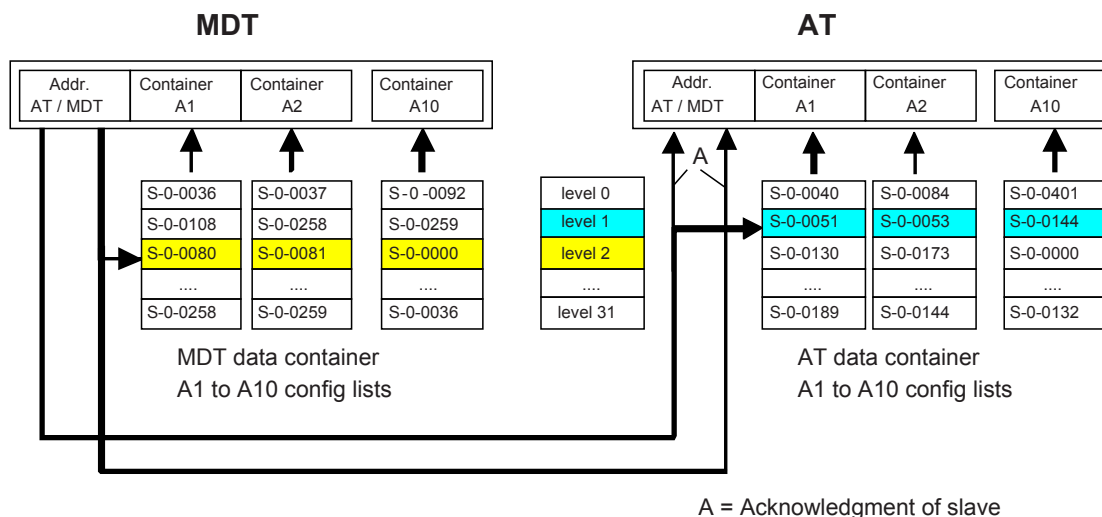 MDT
AT
Addr. AT / MDT
Container A1
Container A2
Container A10
Addr. AT / MDT
Container A1
Container A2
Container A10
A
S-0-0036 S-0-0037 S-0 -0092 level 0 S-0-0040 S-0-0084 S-0-0401
S-0-0108 S-0-0258 S-0-0259 level 1 S-0-0051 S-0-0053 S-0-0144
S-0-0080 S-0-0081 S-0-0000 level 2 S-0-0130 S-0-0173 S-0-0000
.... .... .... .... .... .... ....
S-0-0258 S-0-0259 S-0-0036 level 31 S-0-0189 S-0-0144 S-0-0132
MDT data container
A1 to A10 config lists
AT data container
A1 to A10 config lists
A = Acknowledgment of slave